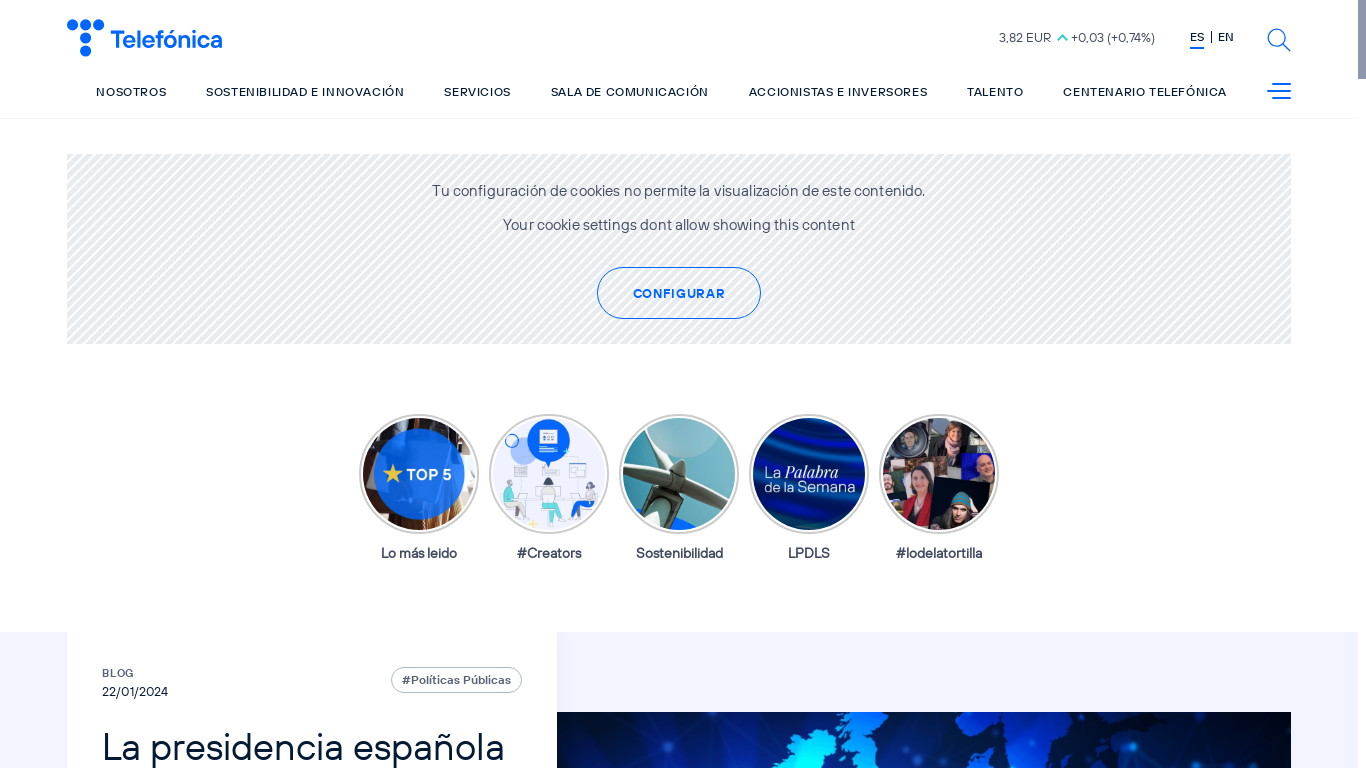 Telefónica
3,82 EUR +0,03 (+0,74%)
ES | EN
NOSOTROS SOSTENIBILIDAD E INNOVACIÓN SERVICIOS SALA DE COMUNICACIÓN ACCIONISTAS E INVERSORES TALENTO CENTENARIO TELEFÓNICA
Tu configuración de cookies no permite la visualización de este contenido.
Your cookie settings dont allow showing this content
CONFIGURAR
TOP 5
La Palabra
de la Semana
Lo más leido #Creators Sostenibilidad LPDLS #lodelatortilla
BLOG
#Políticas Públicas
22/01/2024
La presidencia española